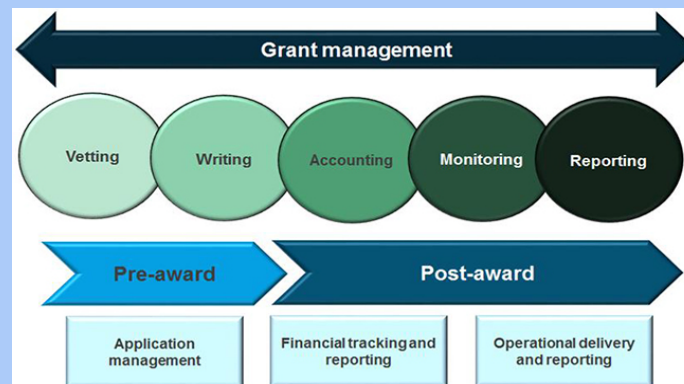 Grant management
Vetting
Writing
Accounting
Monitoring
Reporting
Pre-award
Post-award
Application
management
Financial tracking and
reporting
Operational delivery
and reporting